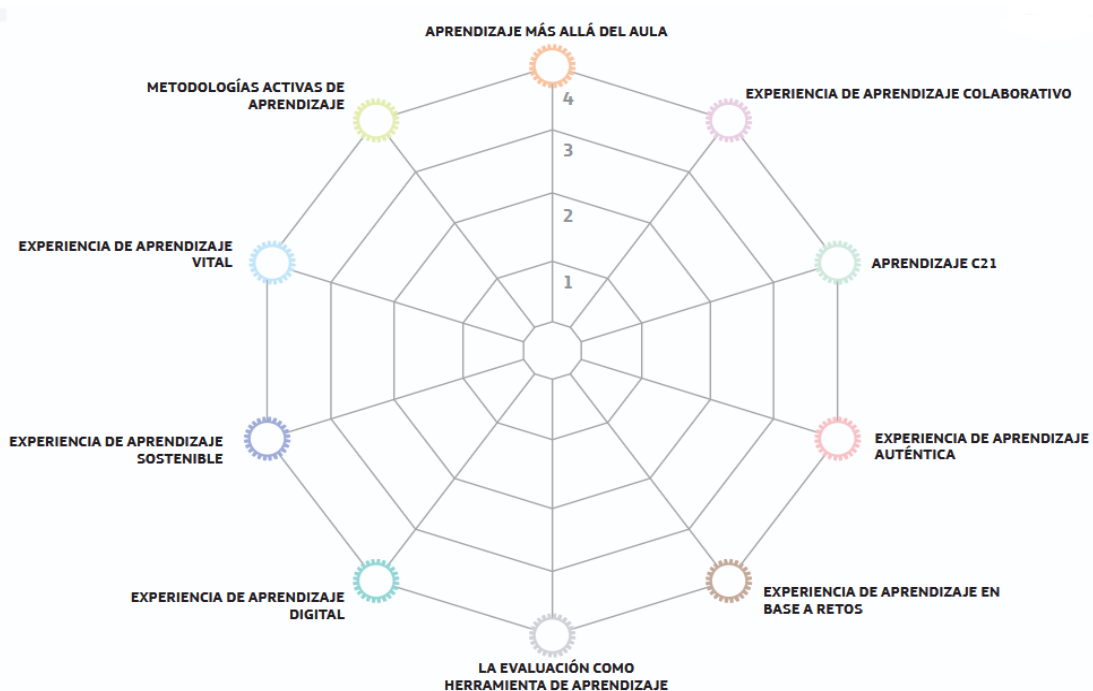 APRENDIZAJE MÁS ALLÁ DEL AULA
METODOLOGÍAS ACTIVAS DE
APRENDIZAJE
EXPERIENCIA DE APRENDIZAJE COLABORATIVO
4
3
2
1
EXPERIENCIA DE APRENDIZAJE
VITAL
APRENDIZAJE C21
EXPERIENCIA DE APRENDIZAJE
SOSTENIBLE
EXPERIENCIA DE APRENDIZAJE
AUTÉNTICA
EXPERIENCIA DE APRENDIZAJE
DIGITAL
EXPERIENCIA DE APRENDIZAJE EN
BASE A RETOS
LA EVALUACIÓN COMO
HERRAMIENTA DE APRENDIZAJE